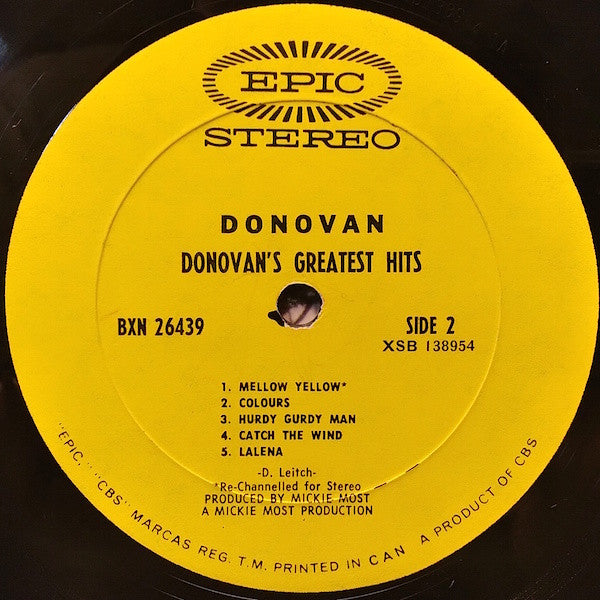 EPIC
STEREO
DONOVAN
DONOVAN'S GREATEST HITS
BXN 26439
SIDE 2
XSB 138954
1. MELLOW YELLOW*
2. COLOURS
3. HURDY GURDY MAN
4. CATCH THE WIND
5. LALENA
-D. Leitch-
*Re-Channelled for Stereo
PRODUCED BY MICKIE MOST
A MICKIE MOST PRODUCTION
"EPIC," "CBS" MARCAS REG. T.M. PRINTED IN CAN A PRODUCT OF CBS